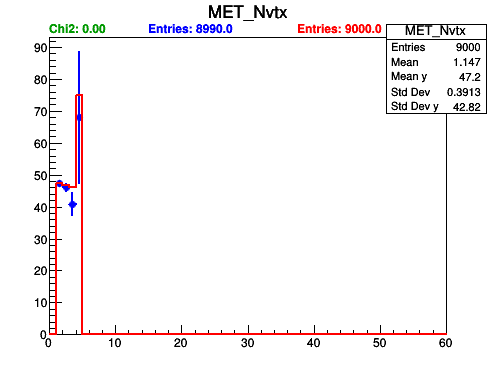 MET_Nvtx
Chi2: 0.00 Entries: 8990.0 Entries: 9000.0
MET_Nvtx
Entries 9000
Mean 1.147
Mean y 47.2
Std Dev 0.3913
Std Dev y 42.82
90
80
70
60
50
40
30
20
10
0
0 10 20 30 40 50 60